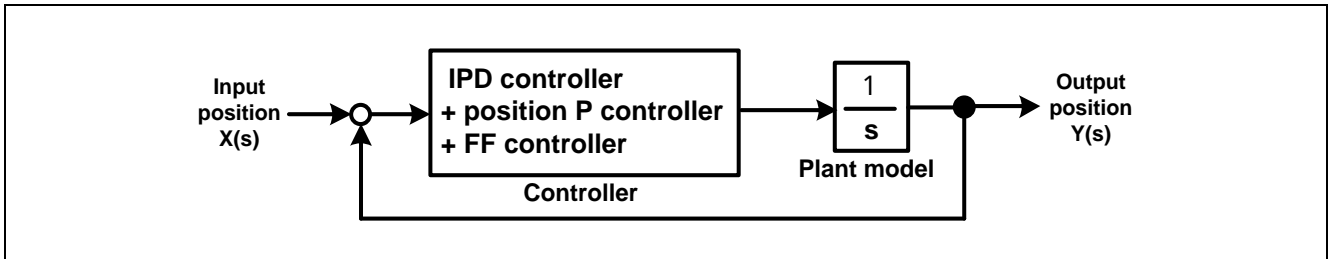 Input
position
X(s)
IPD controller
+ position P controller
+ FF controller
Controller
1
s
Plant model
Output
position
Y(s)